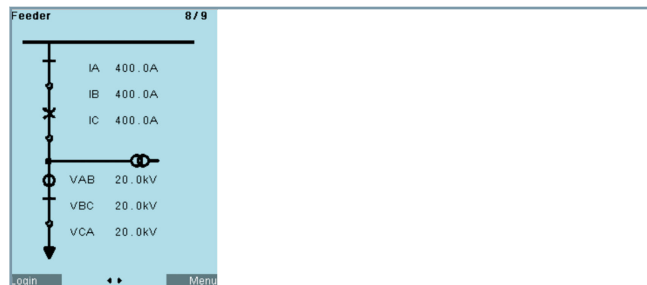 Feeder 8/9
IA 400.0A
IB 400.0A
IC 400.0A
VAB 20.0kV
VBC 20.0kV
VCA 20.0kV
Login Menu